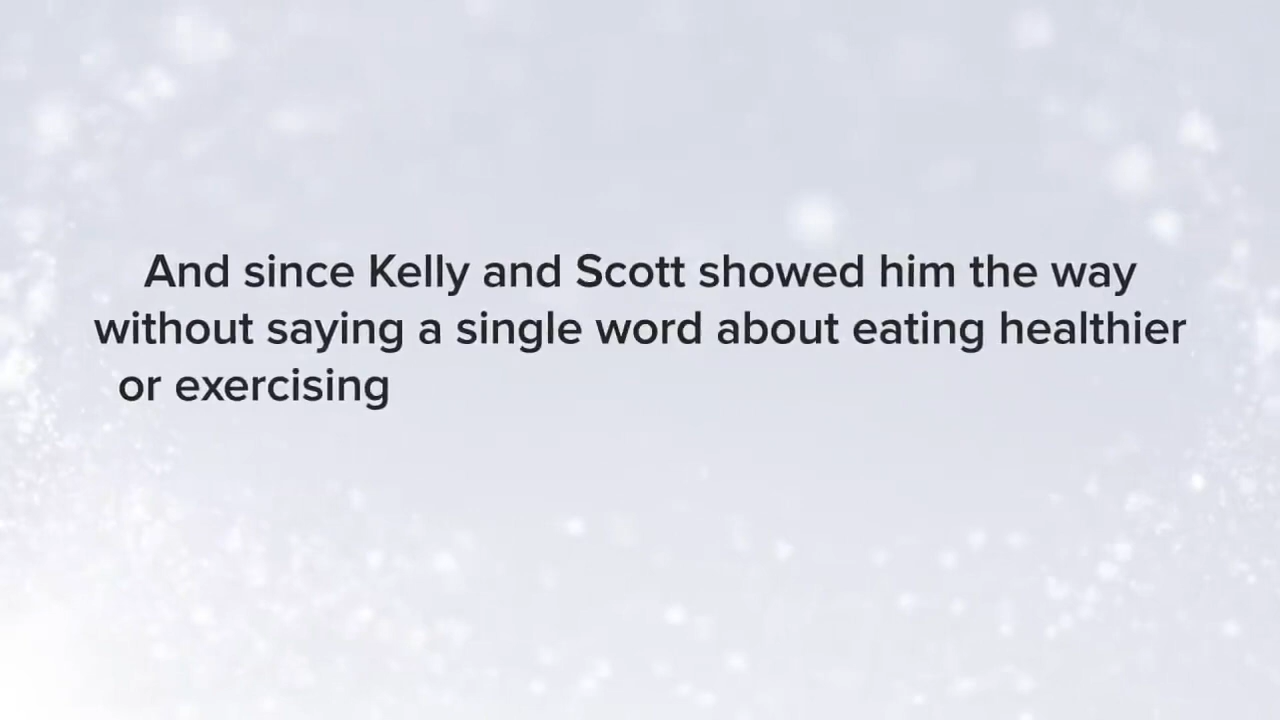 And since Kelly and Scott showed him the way
without saying a single word about eating healthier
or exercising